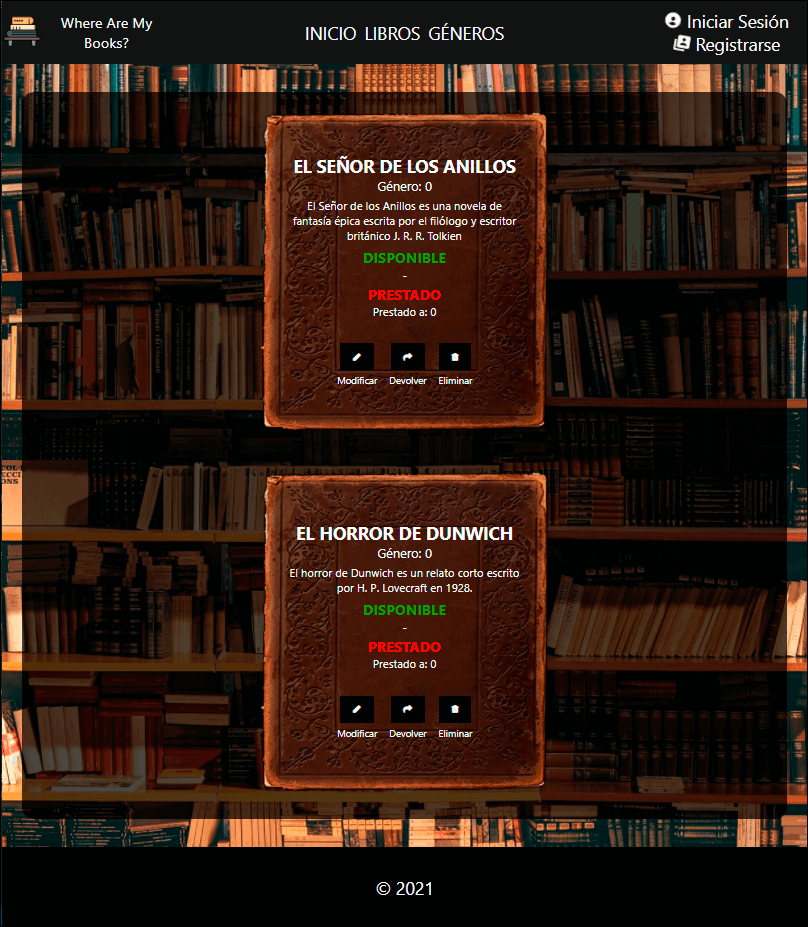 Where Are My
Books?
INICIO LIBROS GÉNEROS
Iniciar Sesión
Registrarse
EL SEÑOR DE LOS ANILLOS
Género: 0
El Señor de los Anillos es una novela de
fantasía épica escrita por el filólogo y escritor
británico J. R. R. Tolkien
DISPONIBLE
-
PRESTADO
Prestado a: 0
Modificar Devolver Eliminar
EL HORROR DE DUNWICH
Género: 0
El horror de Dunwich es un relato corto escrito
por H. P. Lovecraft en 1928.
DISPONIBLE
-
PRESTADO
Prestado a: 0
Modificar Devolver Eliminar
© 2021